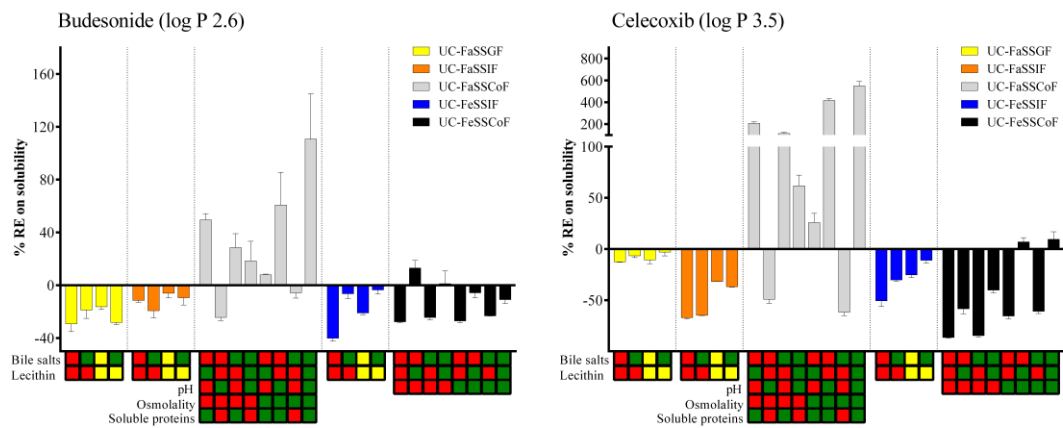 Budesonide (log P 2.6)
% RE on solubility
160
120
80
40
0
-40
UC-FaSSGF
UC-FaSSIF
UC-FaSSCoF
UC-FeSSIF
UC-FeSSCoF
Bile salts
Lecithin
pH
Osmolality
Soluble proteins
Celecoxib (log P 3.5)
% RE on solubility
800
600
400
200
100
50
0
-50
UC-FaSSGF
UC-FaSSIF
UC-FaSSCoF
UC-FeSSIF
UC-FeSSCoF
Bile salts
Lecithin
pH
Osmolality
Soluble proteins